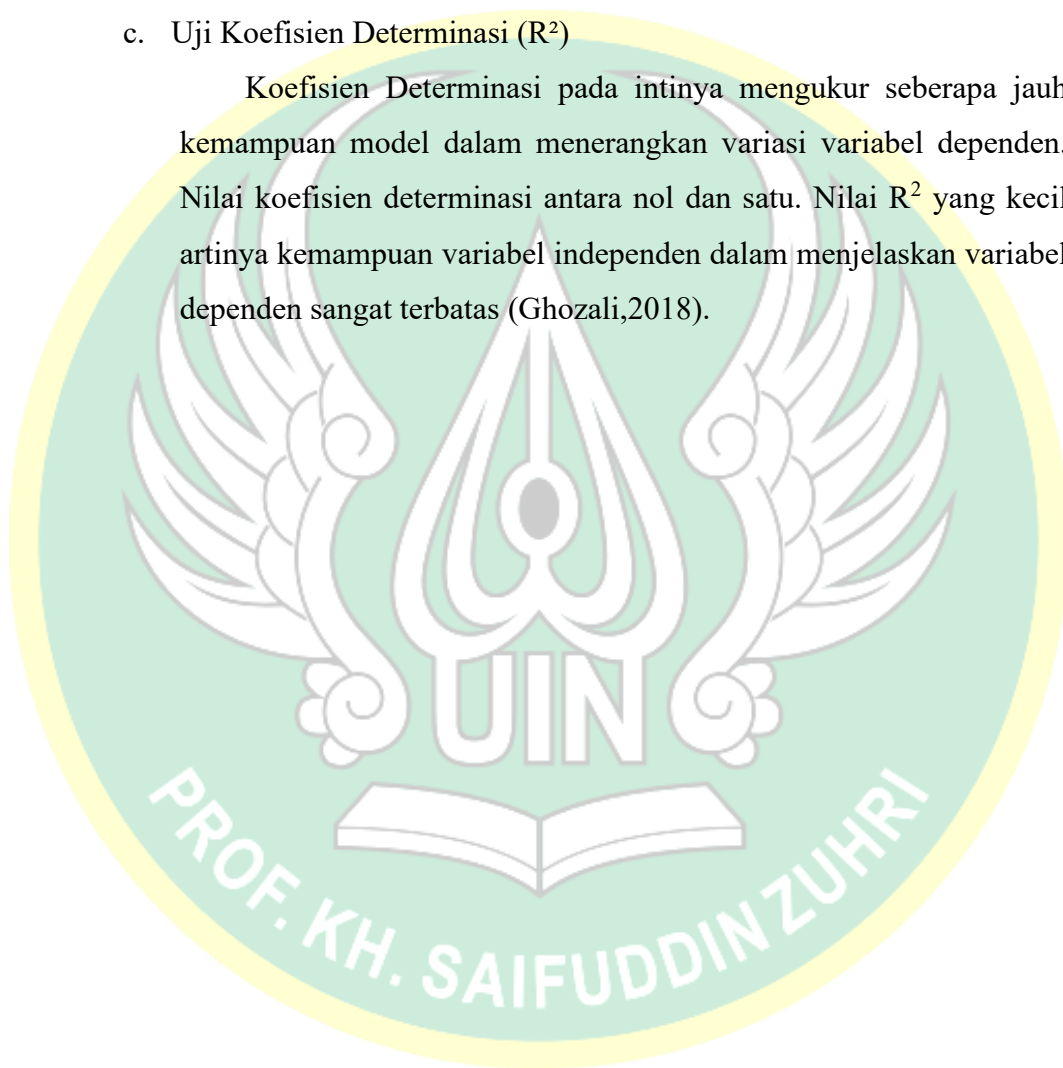 c. Uji Koefisien Determinasi (R²)
Koefisien Determinasi pada intinya mengukur seberapa jauh
kemampuan model dalam menerangkan variasi variabel dependen.
Nilai koefisien determinasi antara nol dan satu. Nilai R² yang kecil
artinya kemampuan variabel independen dalam menjelaskan variabel
dependen sangat terbatas (Ghozali,2018).
UIN
PROF. KH. SAIFUDDIN ZUHRI